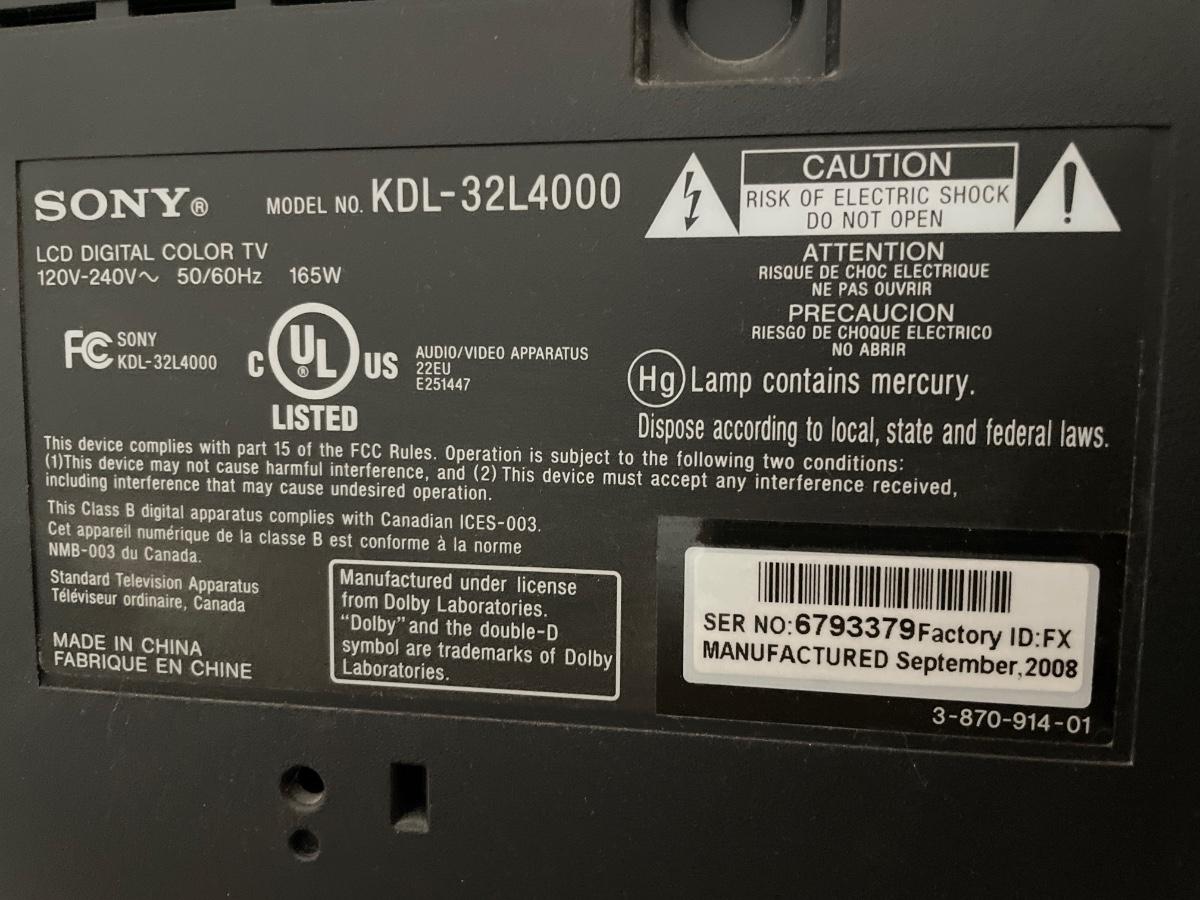 SONY® MODEL NO. KDL-32L4000
LCD DIGITAL COLOR TV
120V-240V~ 50/60Hz 165W
FC SONY
KDL-32L4000
C UL® US
LISTED
AUDIO/VIDEO APPARATUS
22EU
E251447
CAUTION
RISK OF ELECTRIC SHOCK
DO NOT OPEN
ATTENTION
RISQUE DE CHOC ELECTRIQUE
NE PAS OUVRIR
PRECAUCION
RIESGO DE CHOQUE ELECTRICO
NO ABRIR
Hg Lamp contains mercury.
Dispose according to local, state and federal laws.
This device complies with part 15 of the FCC Rules. Operation is subject to the following two conditions:
(1)This device may not cause harmful interference, and (2) This device must accept any interference received,
including interference that may cause undesired operation.
This Class B digital apparatus complies with Canadian ICES-003.
Cet appareil numérique de la classe B est conforme à la norme
NMB-003 du Canada.
Standard Television Apparatus
Téléviseur ordinaire, Canada
MADE IN CHINA
FABRIQUE EN CHINE
Manufactured under license
from Dolby Laboratories.
“Dolby” and the double-D
symbol are trademarks of Dolby
Laboratories.
SER NO:6793379 Factory ID:FX
MANUFACTURED September,2008
3-870-914-01